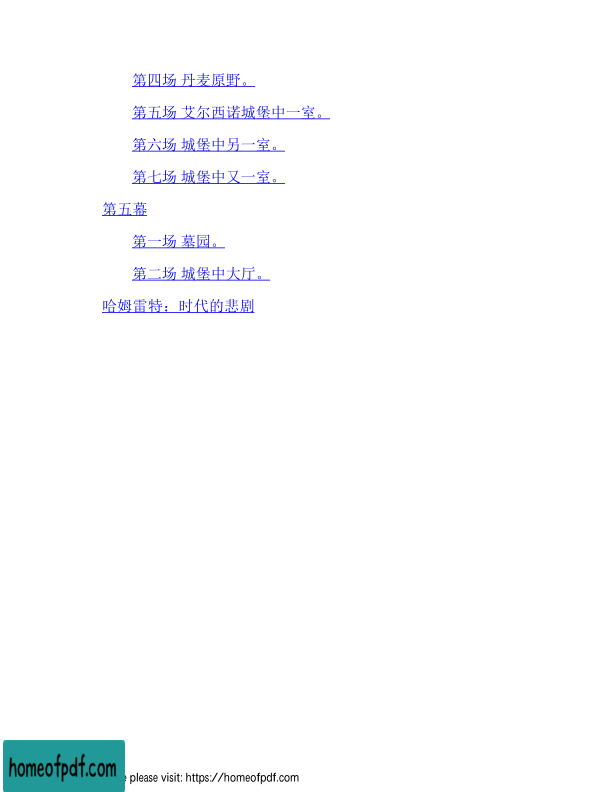 第四场 丹麦原野。
第五场 艾尔西诺城堡中一室。
第六场 城堡中另一室。
第七场 城堡中又一室。
第五幕
第一场 墓园。
第二场 城堡中大厅。
哈姆雷特：时代的悲剧
homeofpdf.com
please visit: https://homeofpdf.com